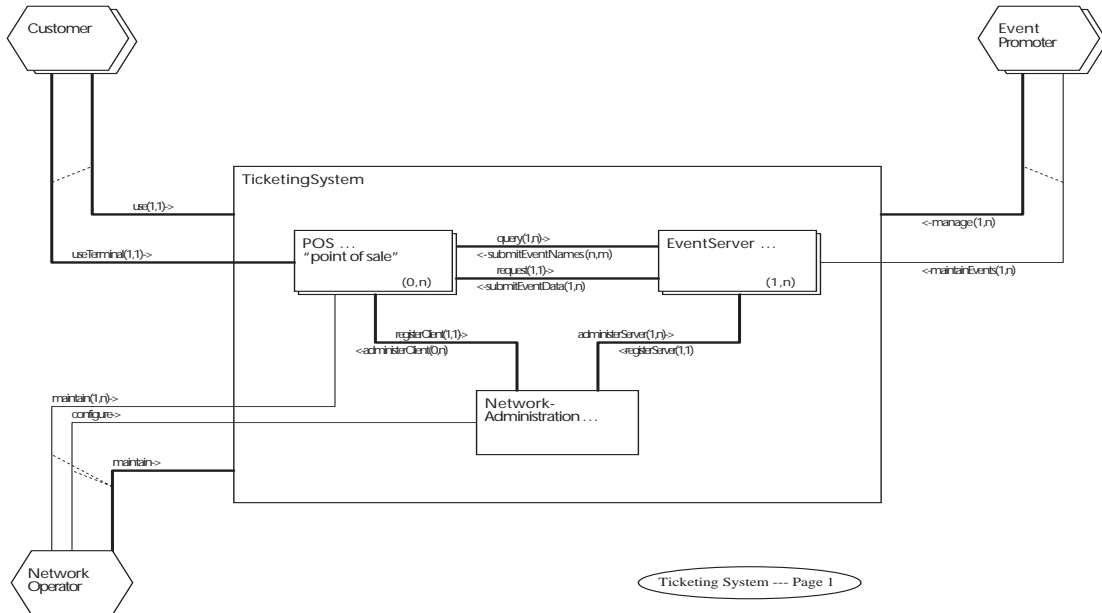 Customer
Event
Promoter
TicketingSystem
use(1,1)->
<-manage (1,n)
POS ...
“point of sale”
(0,n)
query(1,n)->
<-submitEventNames (n,m)
request(1,1)->
<-submitEventData(1,n)
EventServer ...
(1,n)
useTerminal(1,1)->
<-maintainEvents(1,n)
registerClient(1,1)->
<-administerClient(0,n)
administerServer(1,n)->
<-registerServer(1,1)
maintain(1,n)->
configure->
Network-
Administration ...
maintain->
Network
Operator
Ticketing System --- Page 1